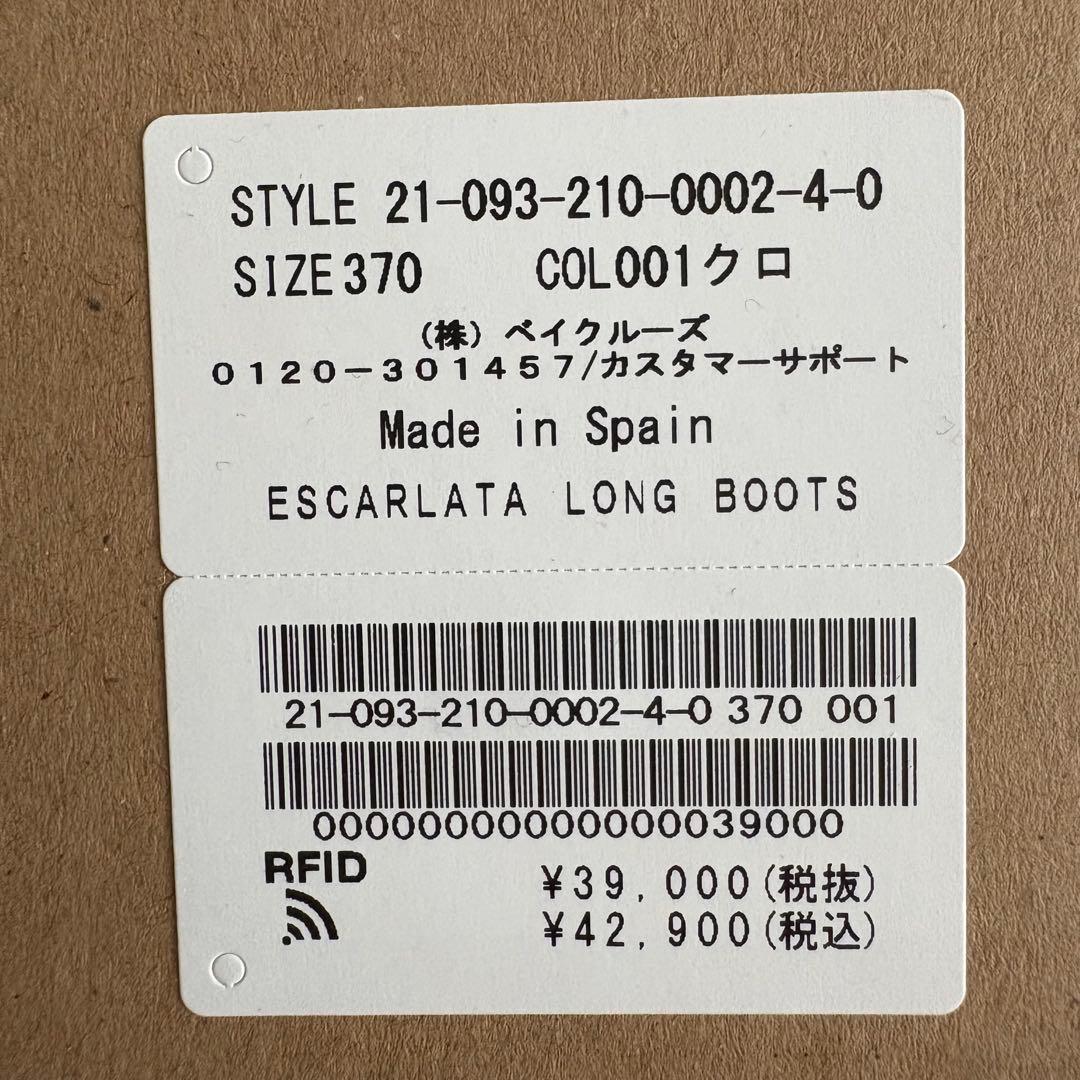 STYLE 21-093-210-0002-4-0
SIZE370 COL001クロ
(株)ベイクルーズ
0120-301457/カスタマーサポート
Made in Spain
ESCARLATA LONG BOOTS
21-093-210-0002-4-0 370 001
000000000000000039000
RFID
¥39,000(税抜)
¥42,900(税込)